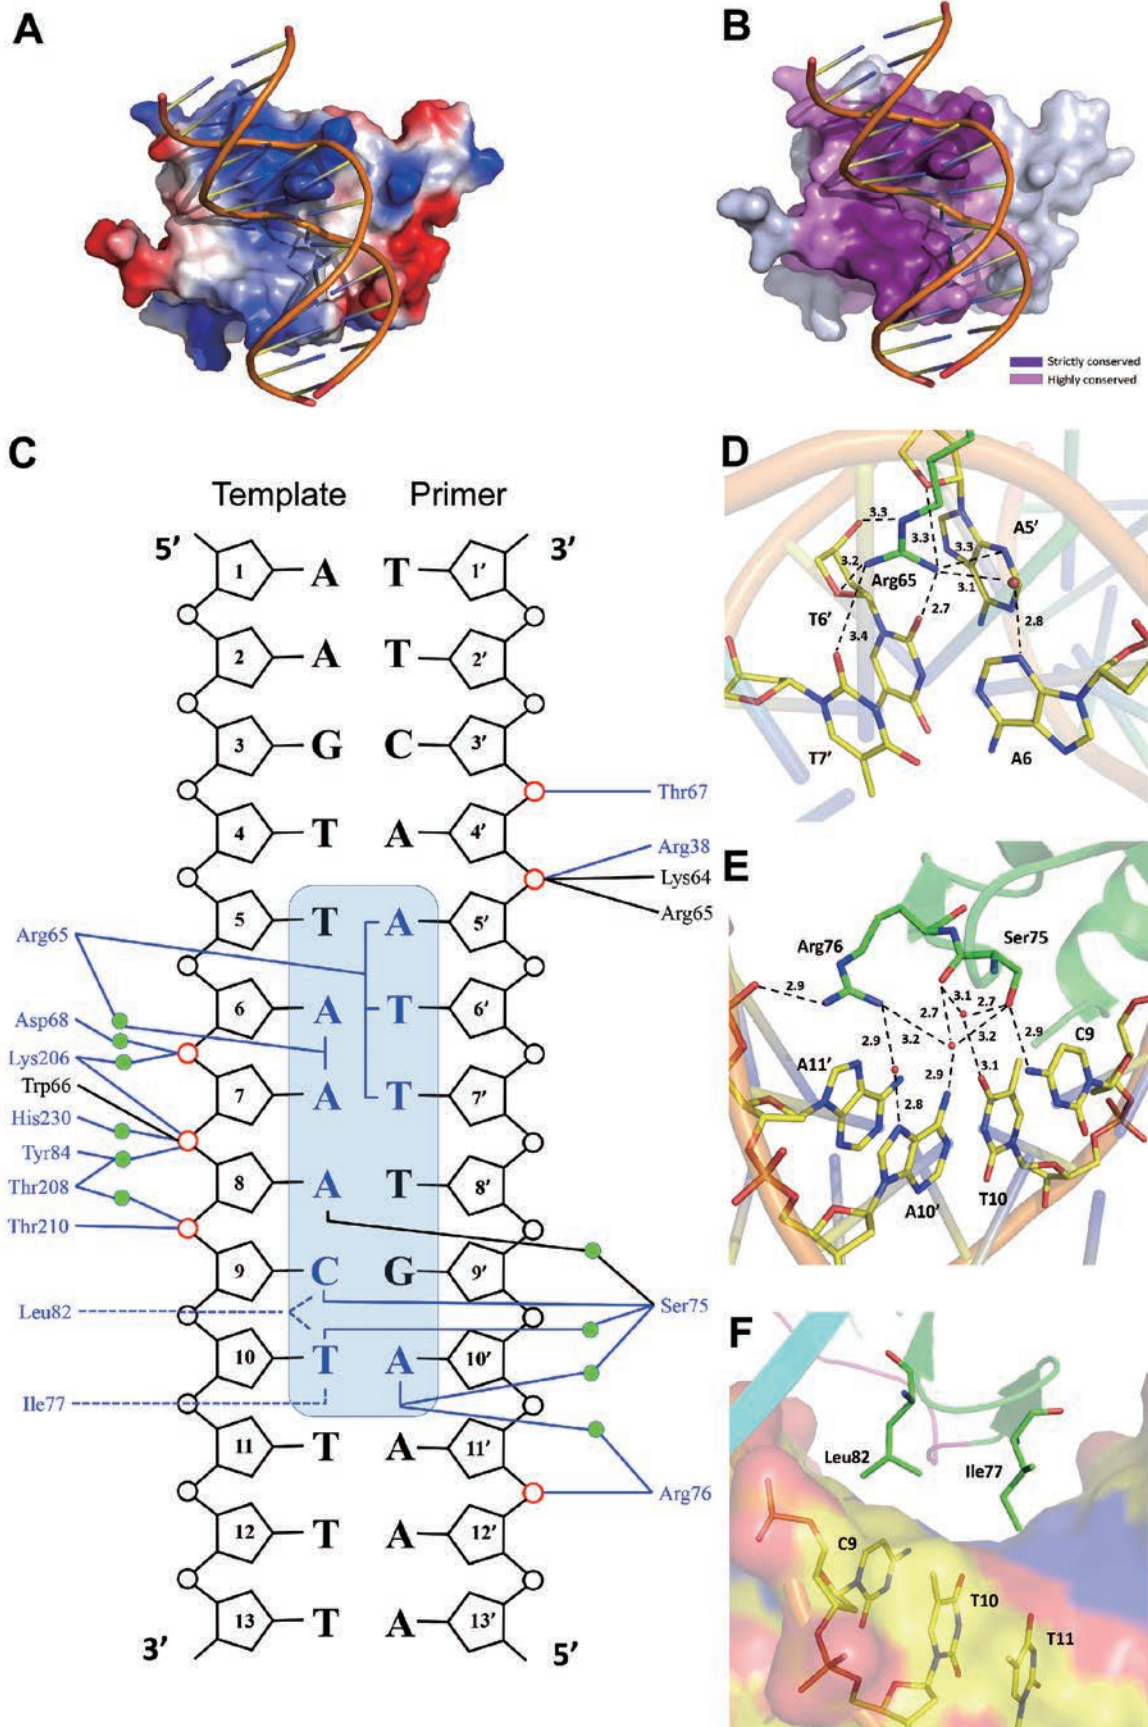 A
B
Strictly conserved
Highly conserved
C
Template Primer
5’ 3’
1 A T 1’
2 A T 2’
3 G C 3’
Thr67
4 T A 4’
Arg38
Lys64
Arg65
5 T A 5’
Arg65
6 A T 6’
Asp68
Lys206
Trp66
7 A T 7’
His230
Tyr84
Thr208
8 A T 8’
Thr210
9 C G 9’
Leu82 Ser75
10 T A 10’
Ile77
11 T A 11’
Arg76
12 T A 12’
13 T A 13’
3’ 5’
D
3.3
3.3
A5’
3.3
3.2
Arg65
3.1
2.7
T6’
2.8
3.4
T7’ A6
E
Ser75
Arg76
2.9
3.1
2.7 2.7
C9
2.9 3.2 3.2 2.9
A11’
2.9 3.1
2.8
A10’ T10
F
Leu82
Ile77
C9
T10
T11